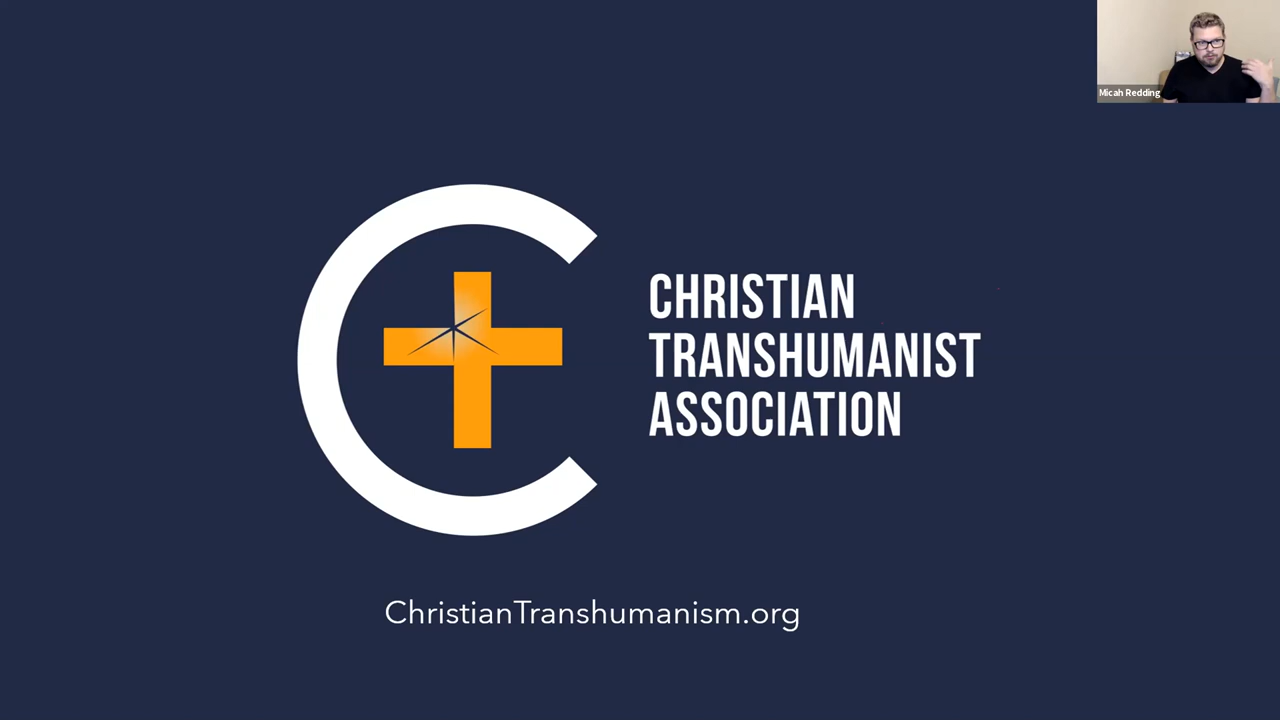 Micah Redding
CHRISTIAN
TRANSHUMANIST
ASSOCIATION
ChristianTranshumanism.org